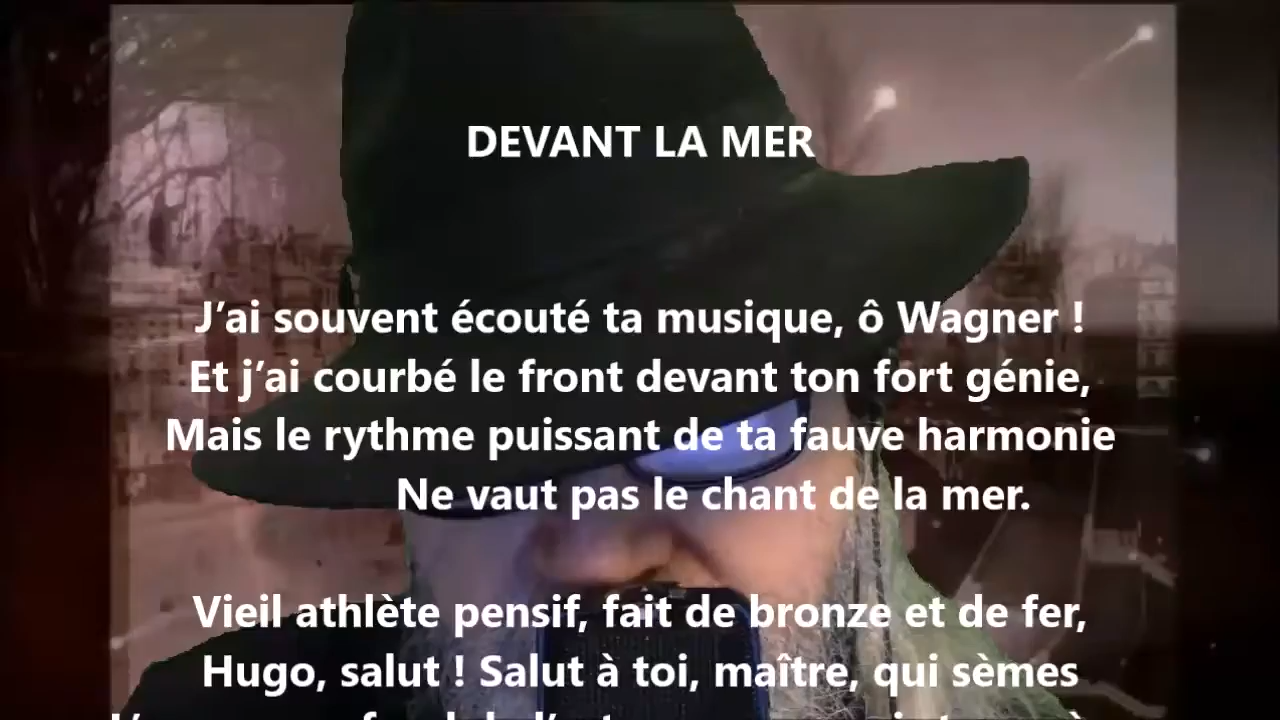 DEVANT LA MER
J’ai souvent écouté ta musique, ô Wagner !
Et j’ai courbé le front devant ton fort génie,
Mais le rythme puissant de ta fauve harmonie
Ne vaut pas le chant de la mer.
Vieil athlète pensif, fait de bronze et de fer,
Hugo, salut ! Salut à toi, maître, qui sèmes